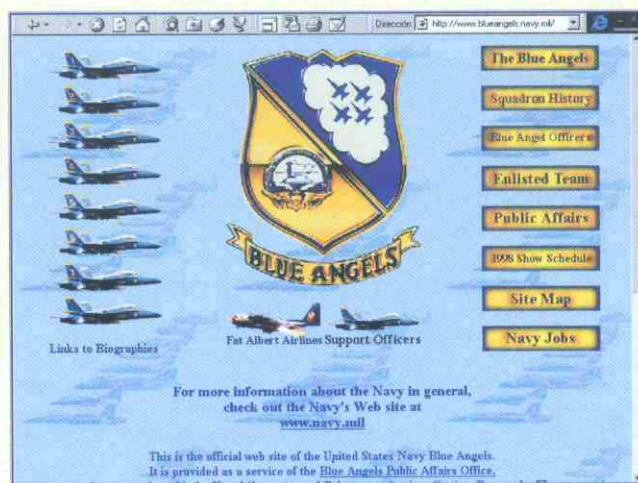 Dirección http://www.blueangels.navy.mil/
The Blue Angels
Squadron History
Blue Angel Officers
Enlisted Team
Public Affairs
1998 Show Schedule
Site Map
Navy Jobs
BLUE ANGELS
Fat Albert Airlines Support Officers
Links to Biographies
For more information about the Navy in general,
check out the Navy's Web site at
www.navy.mil
This is the official web site of the United States Navy Blue Angels.
It is provided as a service of the Blue Angels Public Affairs Office,